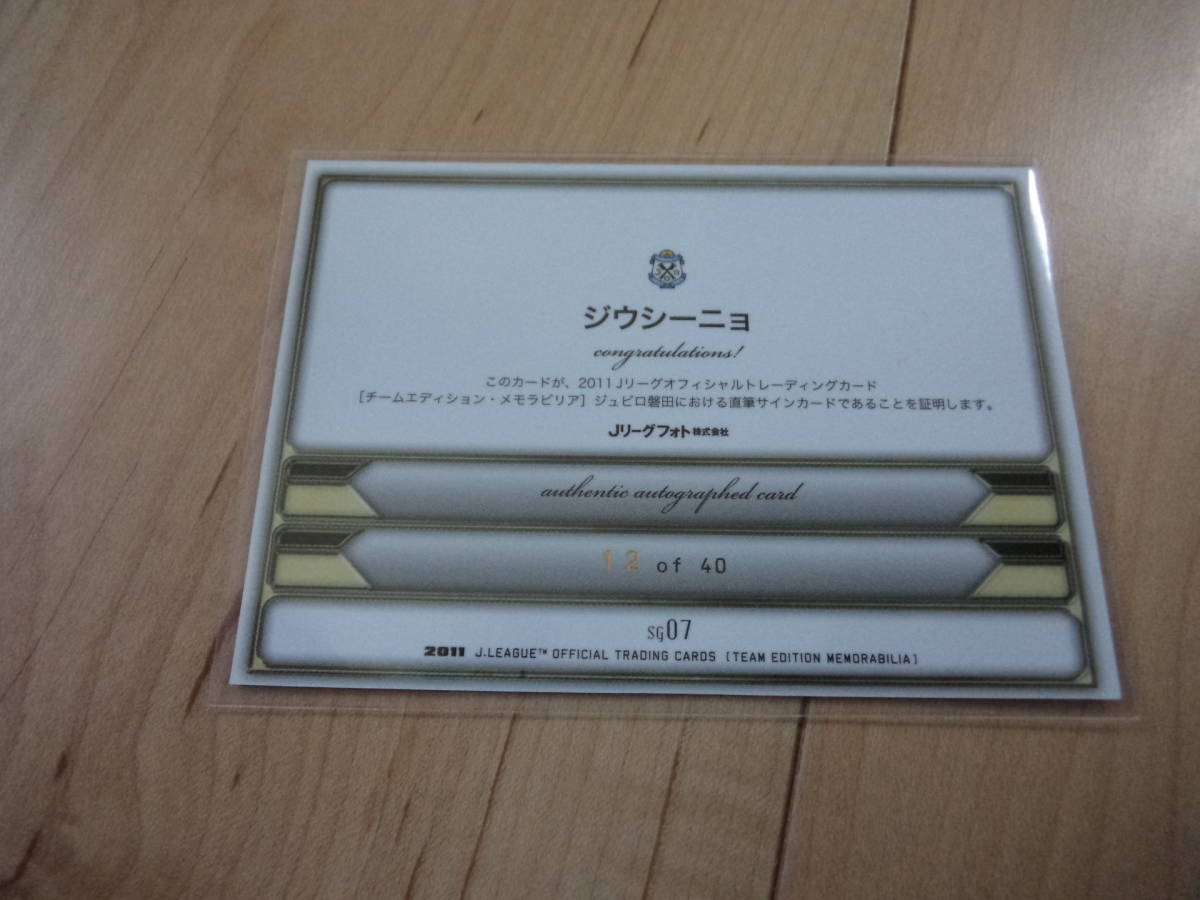 ジウシーニョ
congratulations!
このカードが、2011Jリーグオフィシャルトレーディングカード
［チームエディション・メモラビリア］ジュビロ磐田における直筆サインカードであることを証明します。
Jリーグフォト株式会社
authentic autographed card
12 of 40
SG07
2011 J.LEAGUE™ OFFICIAL TRADING CARDS [TEAM EDITION MEMORABILIA]